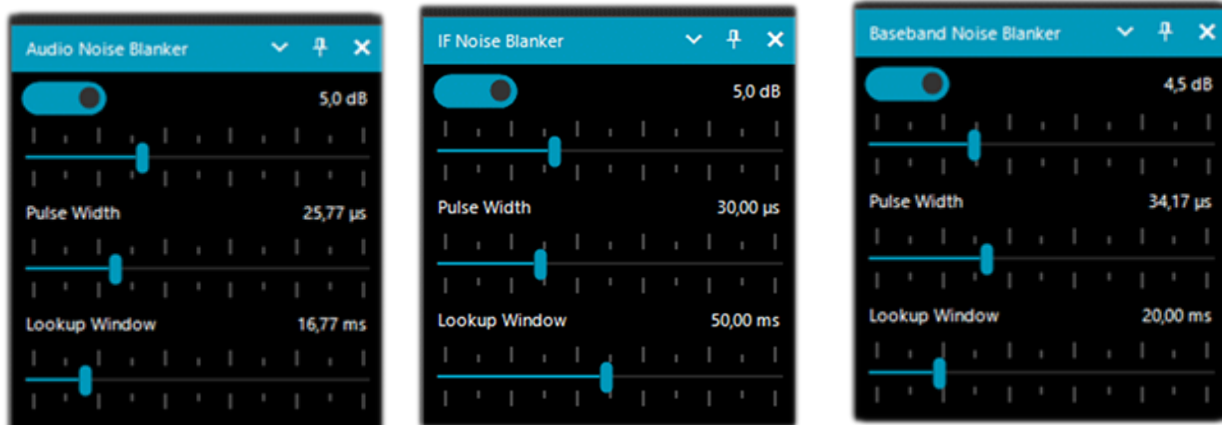 Audio Noise Blanker
5,0 dB
Pulse Width 25,77 µs
Lookup Window 16,77 ms
IF Noise Blanker
5,0 dB
Pulse Width 30,00 µs
Lookup Window 50,00 ms
Baseband Noise Blanker
4,5 dB
Pulse Width 34,17 µs
Lookup Window 20,00 ms